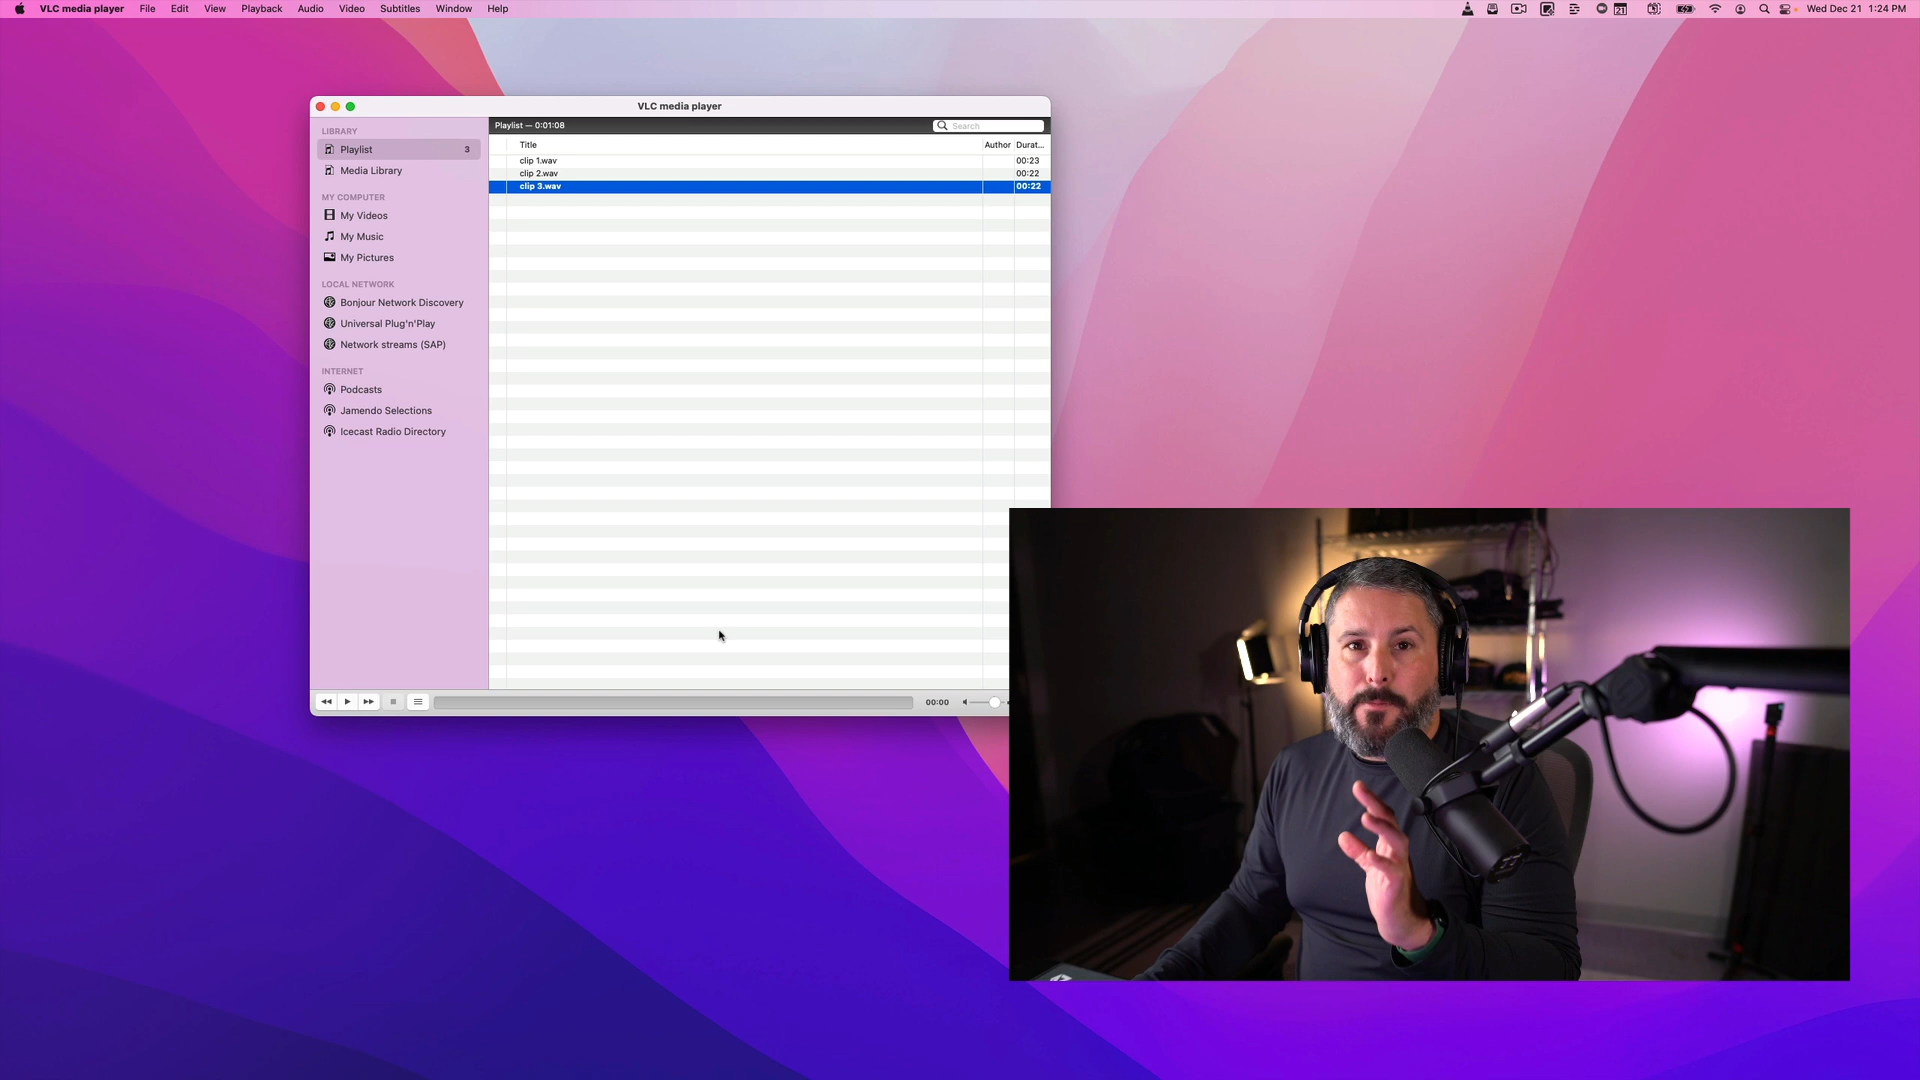 VLC media player File Edit View Playback Audio Video Subtitles Window Help
21
Wed Dec 21 1:24 PM
VLC media player
LIBRARY
Playlist 3
Media Library
MY COMPUTER
My Videos
My Music
My Pictures
LOCAL NETWORK
Bonjour Network Discovery
Universal Plug'n'Play
Network streams (SAP)
INTERNET
Podcasts
Jamendo Selections
Icecast Radio Directory
Playlist — 0:01:08
Search
Title Author Durat...
clip 1.wav 00:23
clip 2.wav 00:22
clip 3.wav 00:22
00:00